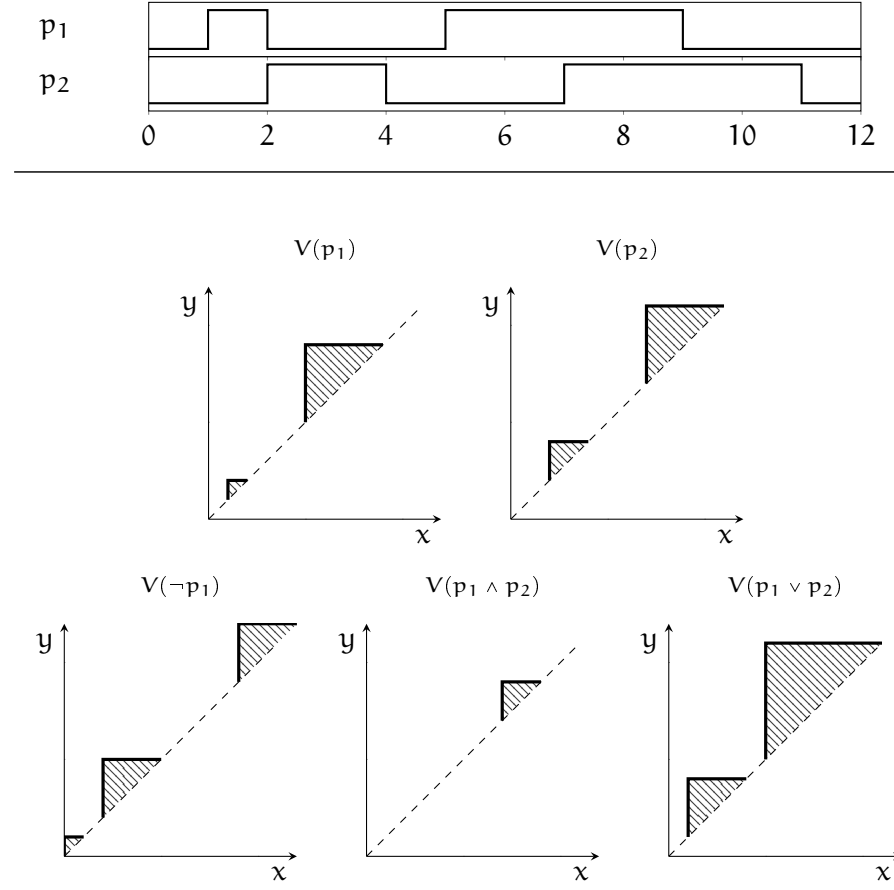 p₁
p₂
0 2 4 6 8 10 12
V(p₁) V(p₂)
y y
x x
V(¬p₁) V(p₁ ∧ p₂) V(p₁ ∨ p₂)
y y y
x x x